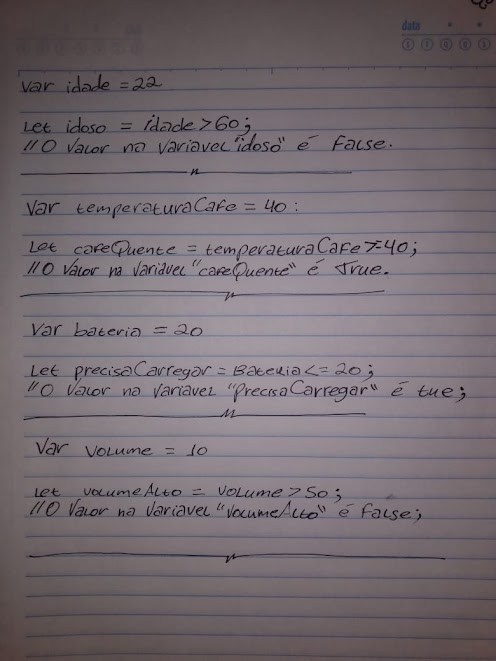 data
Var idade = 22
Let idoso = idade > 60;
// O Valor na Variavel "idoso" é False.
Var temperaturaCafe = 40:
Let cafeQuente = temperaturaCafe >= 40;
// O Valor na Variavel "cafeQuente" é True.
Var bateria = 20
Let precisaCarregar = Bateria <= 20;
// O Valor na Variavel "PrecisaCarregar" é tue;
Var Volume = 10
Let volumeAlto = Volume > 50;
// O Valor na Variavel "VolumeAlto" é False;